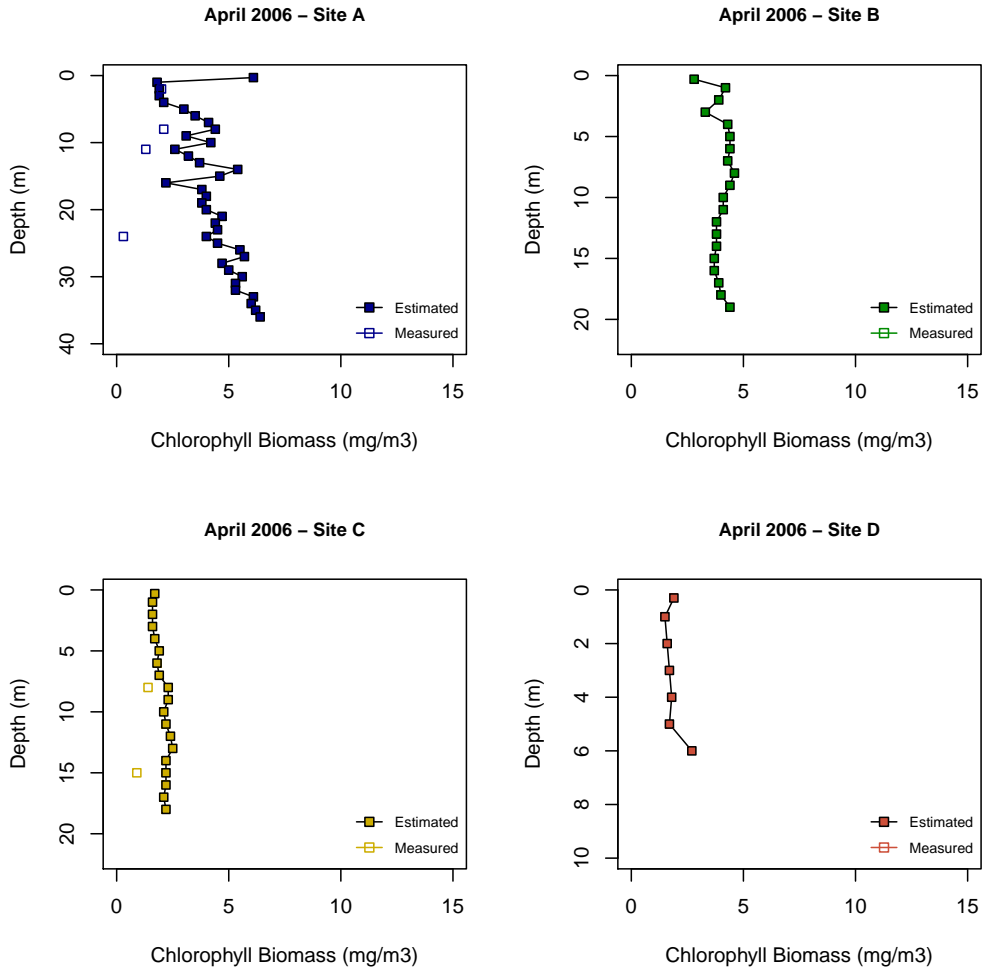 April 2006 – Site A
0
10
20
30
40
Depth (m)
Estimated
Measured
0 5 10 15
Chlorophyll Biomass (mg/m3)
April 2006 – Site B
0
5
10
15
20
Depth (m)
Estimated
Measured
0 5 10 15
Chlorophyll Biomass (mg/m3)
April 2006 – Site C
0
5
10
15
20
Depth (m)
Estimated
Measured
0 5 10 15
Chlorophyll Biomass (mg/m3)
April 2006 – Site D
0
2
4
6
8
10
Depth (m)
Estimated
Measured
0 5 10 15
Chlorophyll Biomass (mg/m3)